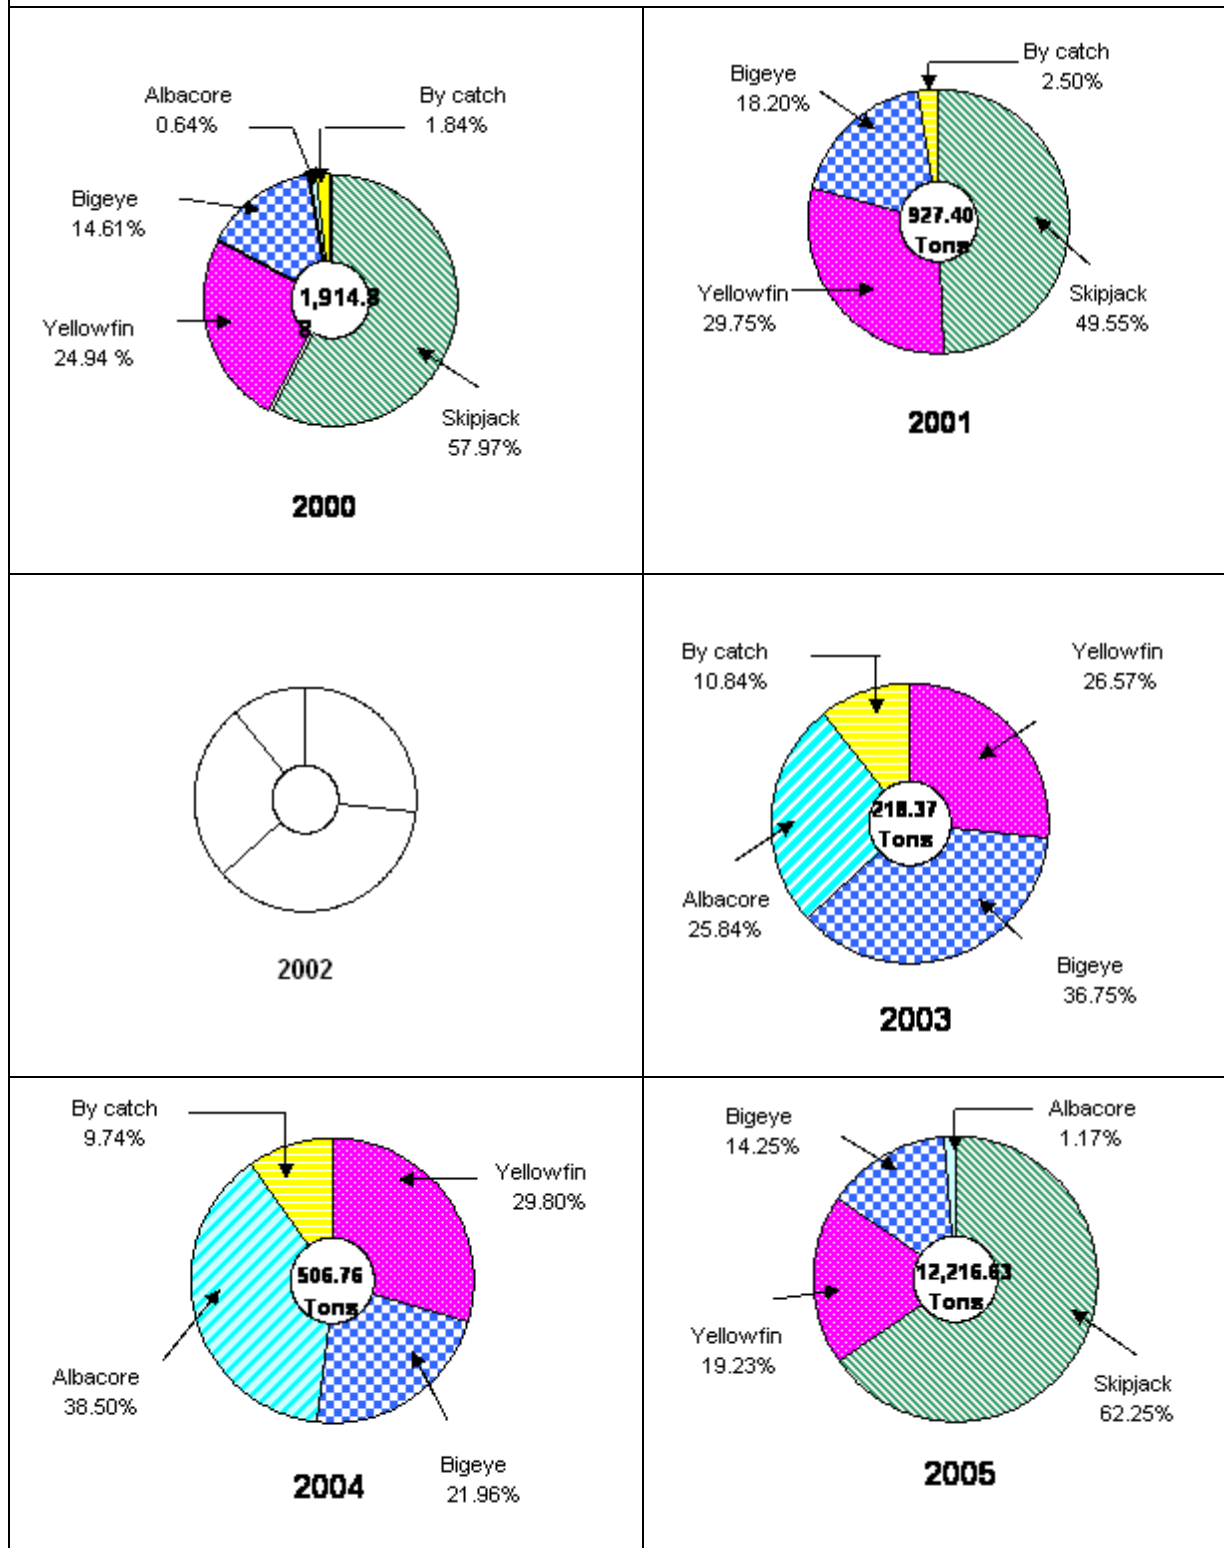 Albacore
0.64%
By catch
1.84%
Bigeye
14.61%
1,914.8
8
Yellowfin
24.94 %
Skipjack
57.97%
2000
By catch
2.50%
Bigeye
18.20%
927.40
Tons
Yellowfin
29.75%
Skipjack
49.55%
2001
2002
By catch
10.84%
Yellowfin
26.57%
218.37
Tons
Albacore
25.84%
Bigeye
36.75%
2003
By catch
9.74%
Yellowfin
29.80%
506.76
Tons
Albacore
38.50%
Bigeye
21.96%
2004
Albacore
1.17%
Bigeye
14.25%
12,216.63
Tons
Yellowfin
19.23%
Skipjack
62.25%
2005